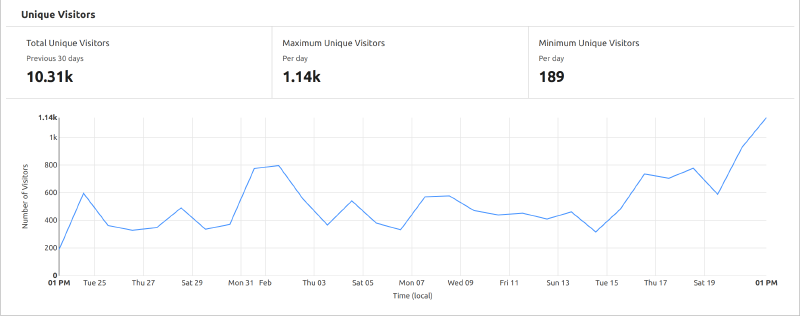 Unique Visitors
Total Unique Visitors
Previous 30 days
10.31k
Maximum Unique Visitors
Per day
1.14k
Minimum Unique Visitors
Per day
189
Number of Visitors
1.14k
1k
800
600
400
200
0
01 PM Tue 25 Thu 27 Sat 29 Mon 31 Feb Thu 03 Sat 05 Mon 07 Wed 09 Fri 11 Sun 13 Tue 15 Thu 17 Sat 19 01 PM
Time (local)